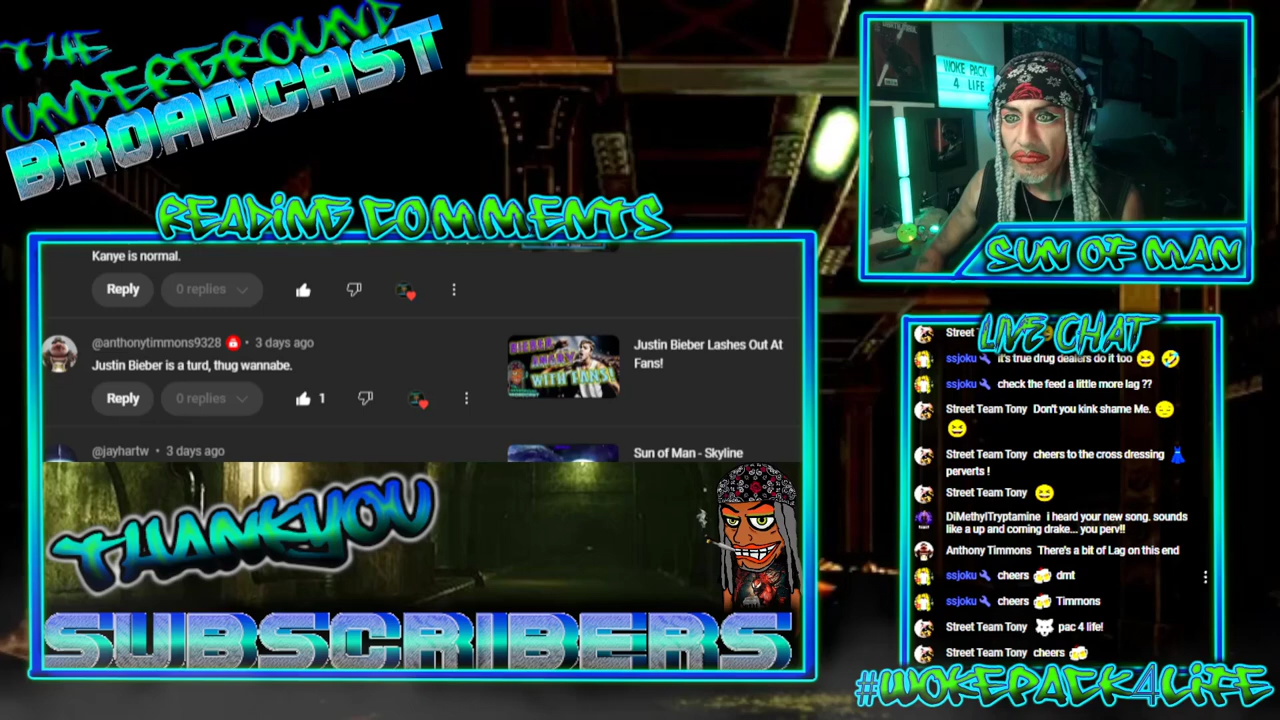 THE
UNDERGROUND
BROADCAST
READING COMMENTS
Kanye is normal.
Reply
0 replies
@anthonytimmons9328 • 3 days ago
Justin Bieber is a turd, thug wannabe.
Reply
0 replies
1
BIEBER
ANGRY
WITH FANS!
Justin Bieber Lashes Out At
Fans!
@jayhartw • 3 days ago
Sun of Man - Skyline
THANKYOU
SUBSCRIBERS
WOKE PACK
4 LIFE
SUN OF MAN
LIVE CHAT
Street
ssjoku it's true drug dealers do it too 😆 🤣
ssjoku check the feed a little more lag ??
Street Team Tony Don't you kink shame Me. 😔
😆
Street Team Tony cheers to the cross dressing 👗
perverts !
Street Team Tony 😆
DiMethylTryptamine i heard your new song. sounds
like a up and coming drake... you perv!!
Anthony Timmons There's a bit of Lag on this end
ssjoku cheers 🍻 dmt
ssjoku cheers 🍻 Timmons
Street Team Tony 🐺 pac 4 life!
Street Team Tony cheers 🍻
#WOKEPACK4LIFE